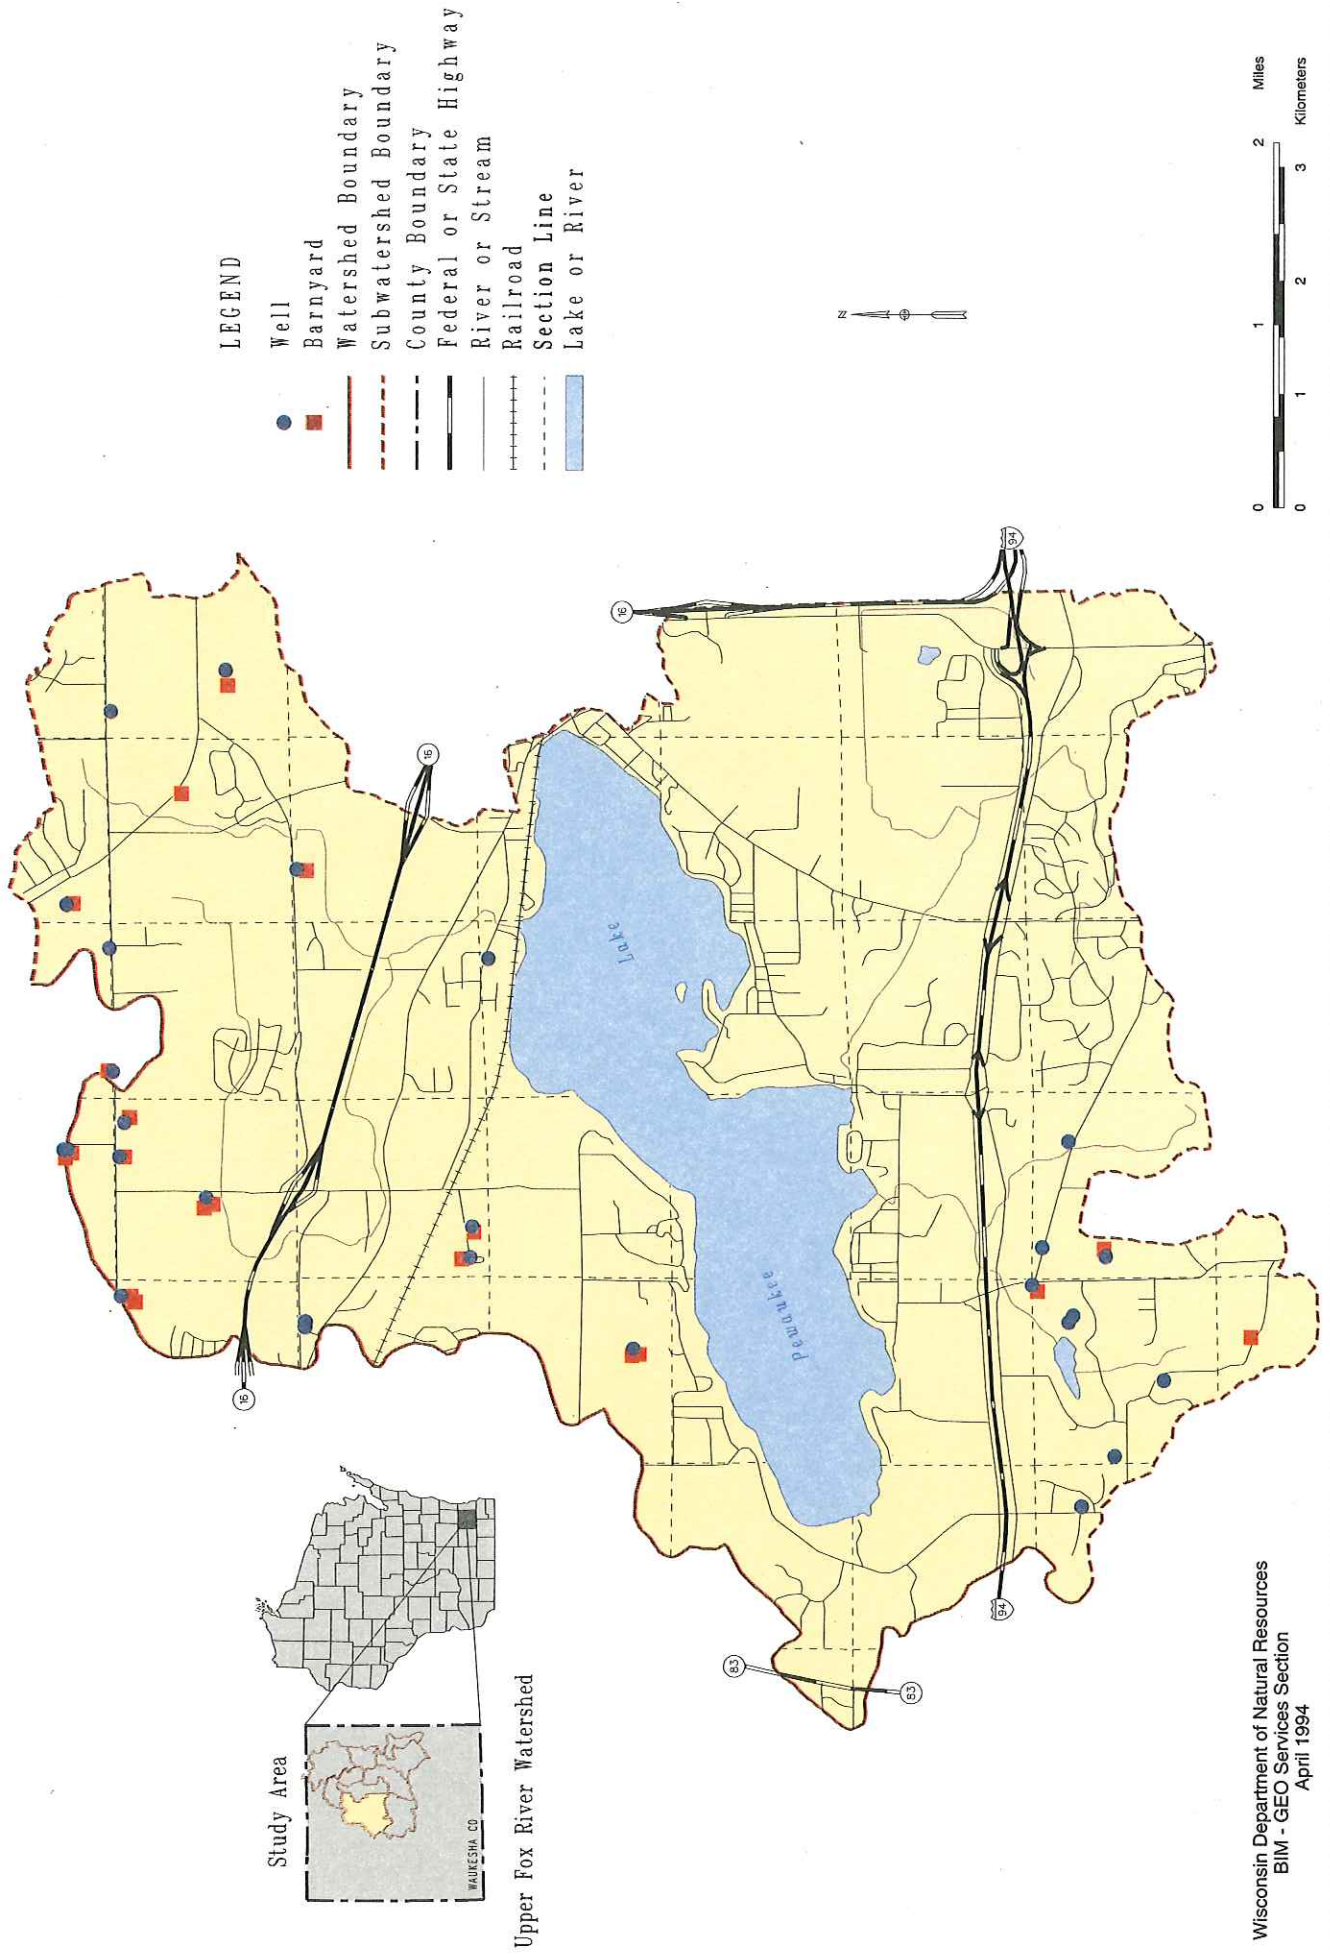 LEGEND
Well
Barnyard
Watershed Boundary
Subwatershed Boundary
County Boundary
Federal or State Highway
River or Stream
Railroad
Section Line
Lake or River
Study Area
WAUKESHA CO
Upper Fox River Watershed
16
16
16
94
94
83
83
Pewaukee
Lake
N
0
1
2
Miles
0
1
2
3
Kilometers
Wisconsin Department of Natural Resources
BIM - GEO Services Section
April 1994